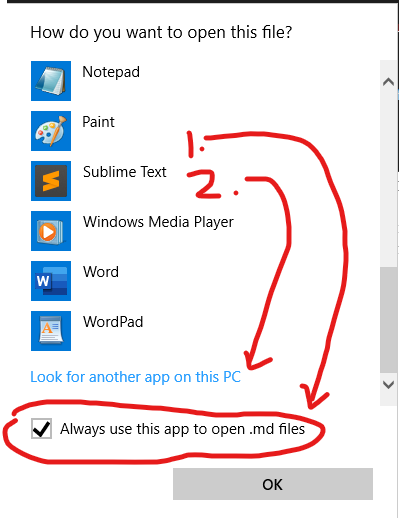 How do you want to open this file?
Notepad
Paint
1.
Sublime Text
2.
Windows Media Player
Word
WordPad
Look for another app on this PC
Always use this app to open .md files
OK